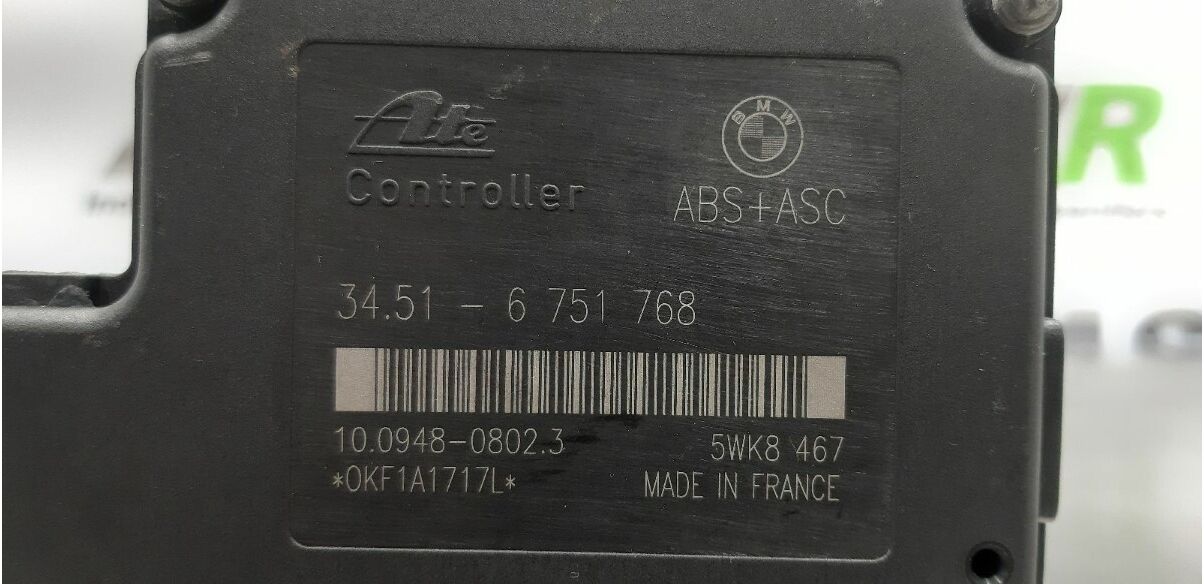 Ate
BMW
Controller
ABS+ASC
34.51 - 6 751 768
10.0948-0802.3
5WK8 467
*OKF1A1717L*
MADE IN FRANCE